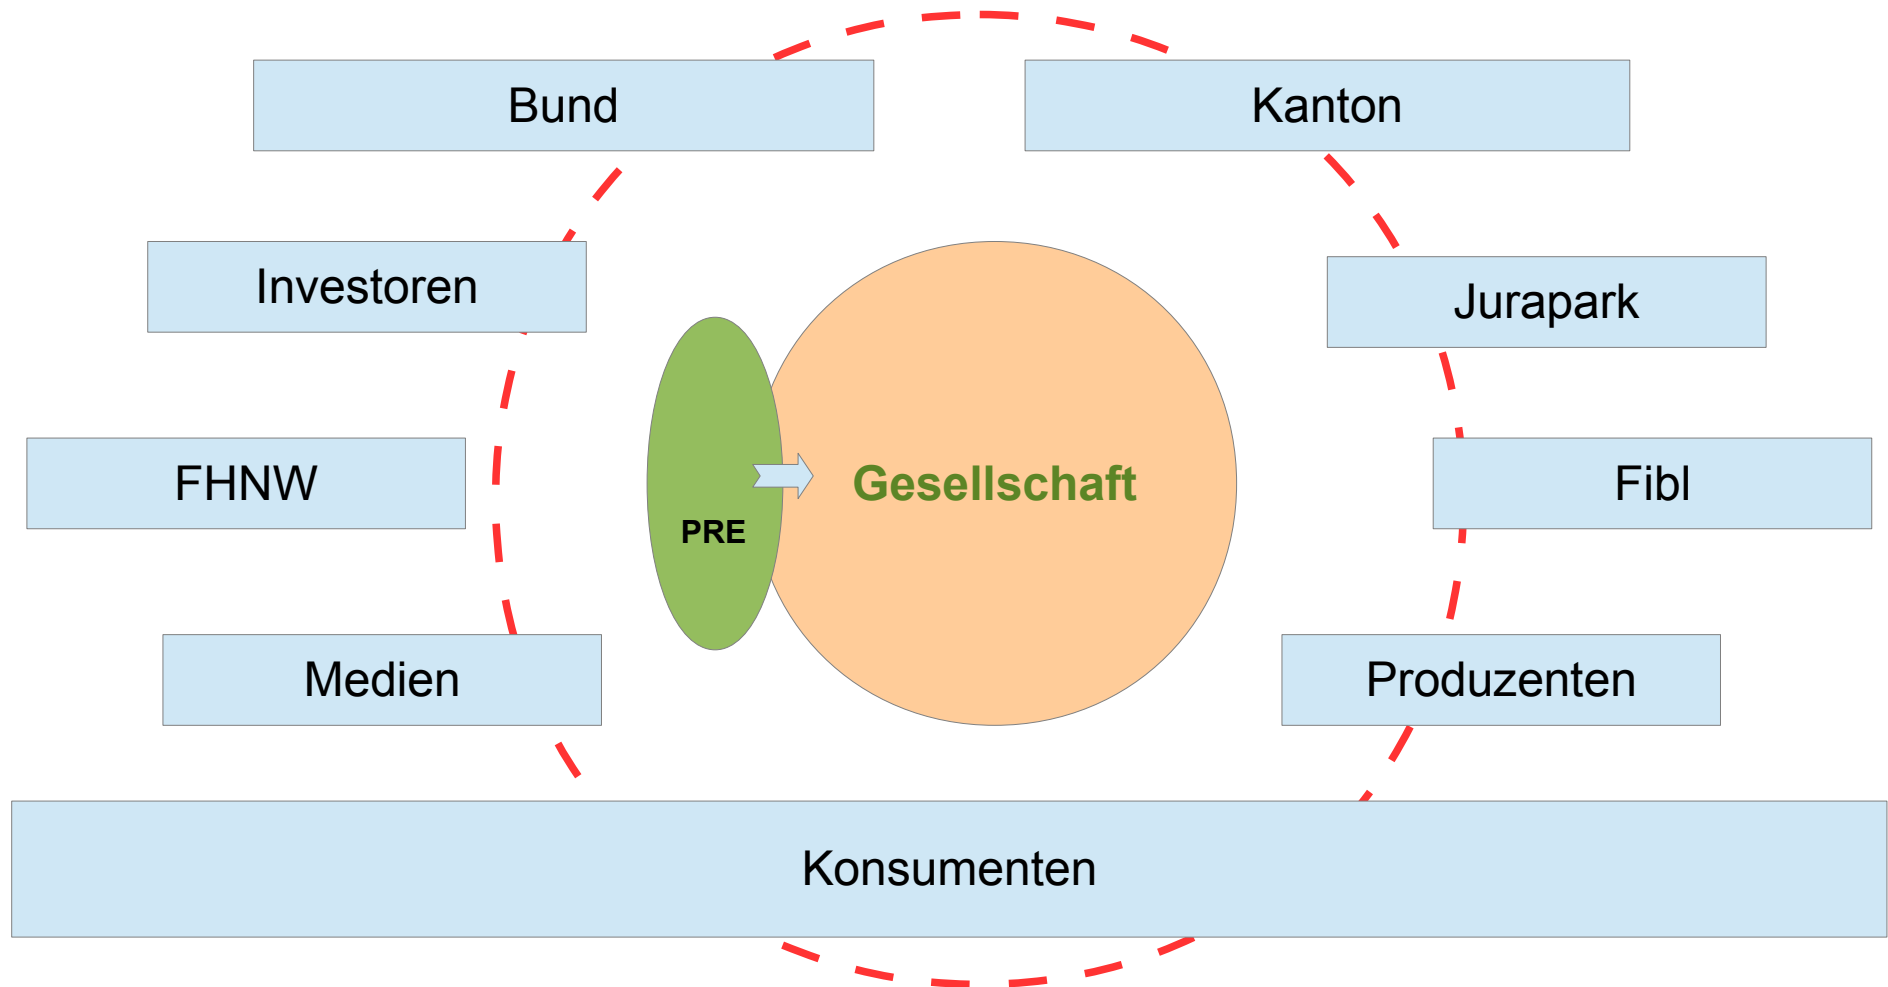 Bund
Kanton
Investoren
Jurapark
FHNW
Gesellschaft
Fibl
PRE
Medien
Produzenten
Konsumenten